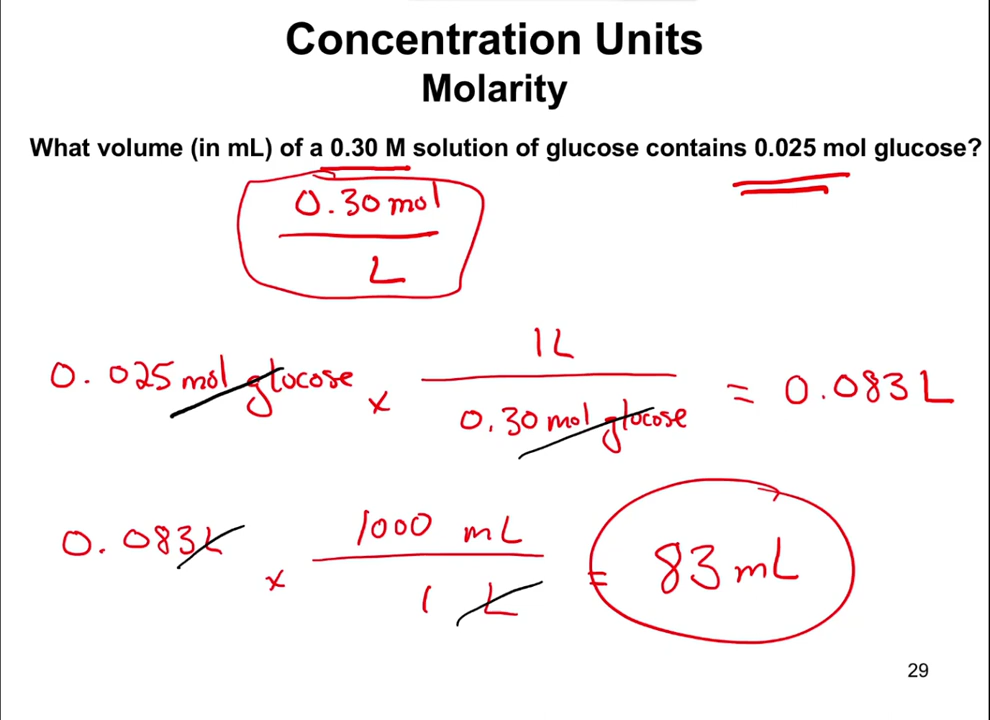 Concentration Units
Molarity
What volume (in mL) of a 0.30 M solution of glucose contains 0.025 mol glucose?
0.30 mol
L
1L
0.025 mol glucose x = 0.083 L
0.30 mol glucose
1000 mL
0.083 L x = 83 mL
1 L
29